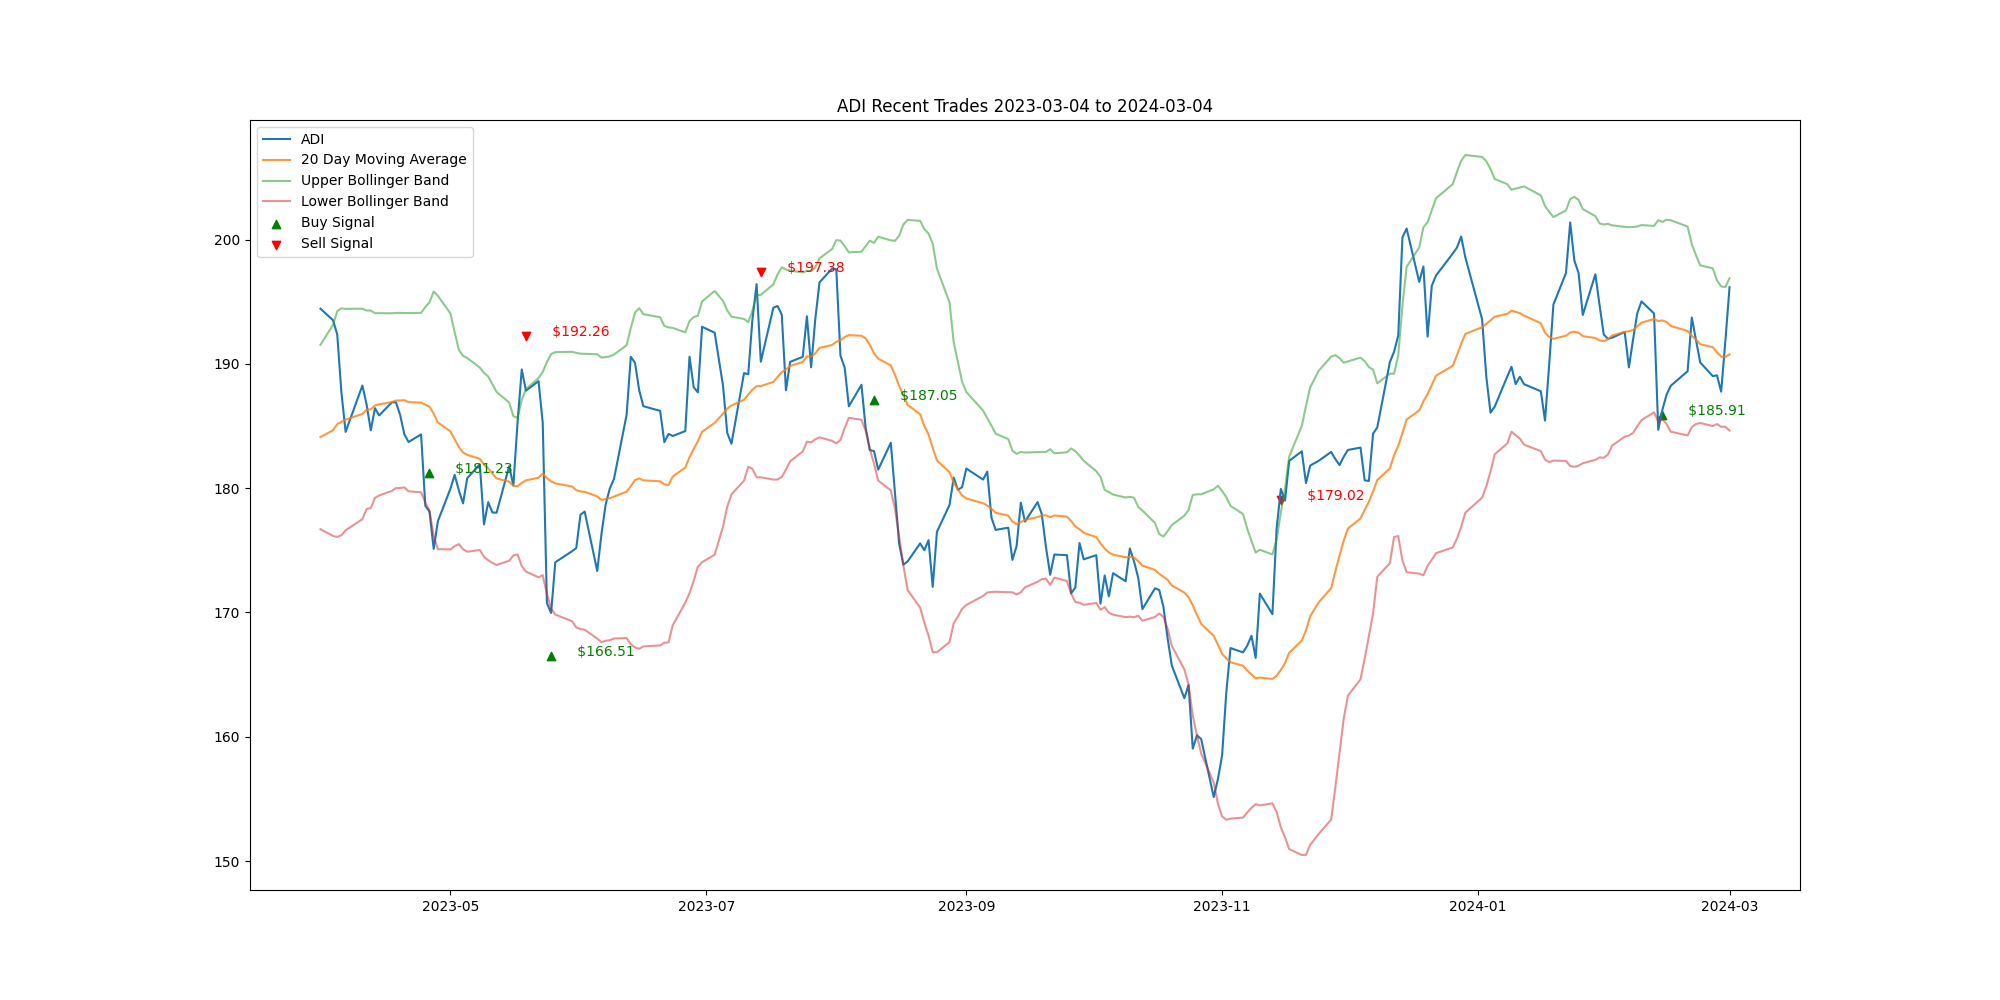 ADI Recent Trades 2023-03-04 to 2024-03-04
ADI
20 Day Moving Average
Upper Bollinger Band
Lower Bollinger Band
Buy Signal
Sell Signal
200
190
180
170
160
150
$197.38
$192.26
$187.05
$185.91
$181.23
$179.02
$166.51
2023-05
2023-07
2023-09
2023-11
2024-01
2024-03